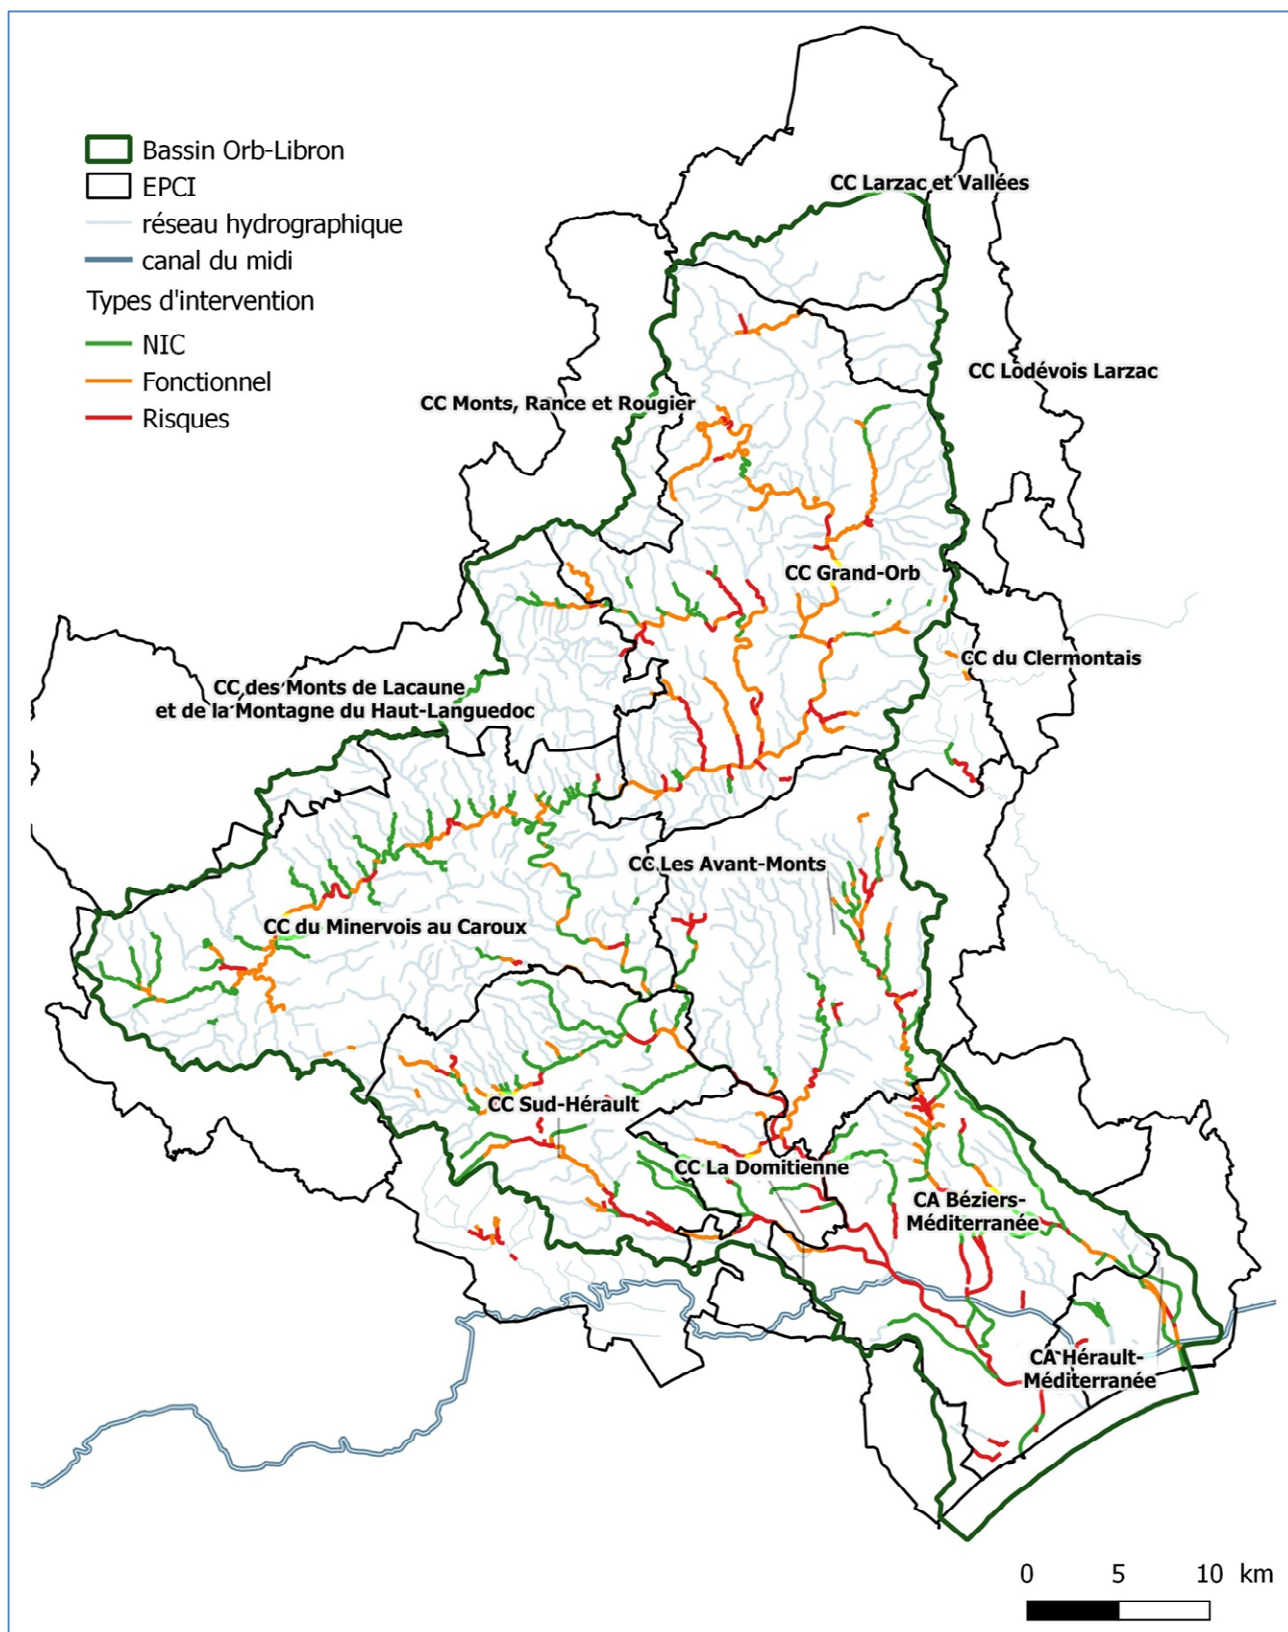 Bassin Orb-Libron
EPCI
réseau hydrographique
canal du midi
Types d'intervention
NIC
Fonctionnel
Risques
CC Larzac et Vallées
CC Lodévois Larzac
CC Monts, Rance et Rougier
CC Grand-Orb
CC du Clermontais
CC des Monts de Lacaune
et de la Montagne du Haut-Languedoc
CC Les Avant-Monts
CC du Minervois au Caroux
CC Sud-Hérault
CC La Domitienne
CA Béziers-
Méditerranée
CA Hérault-
Méditerranée
0 5 10 km